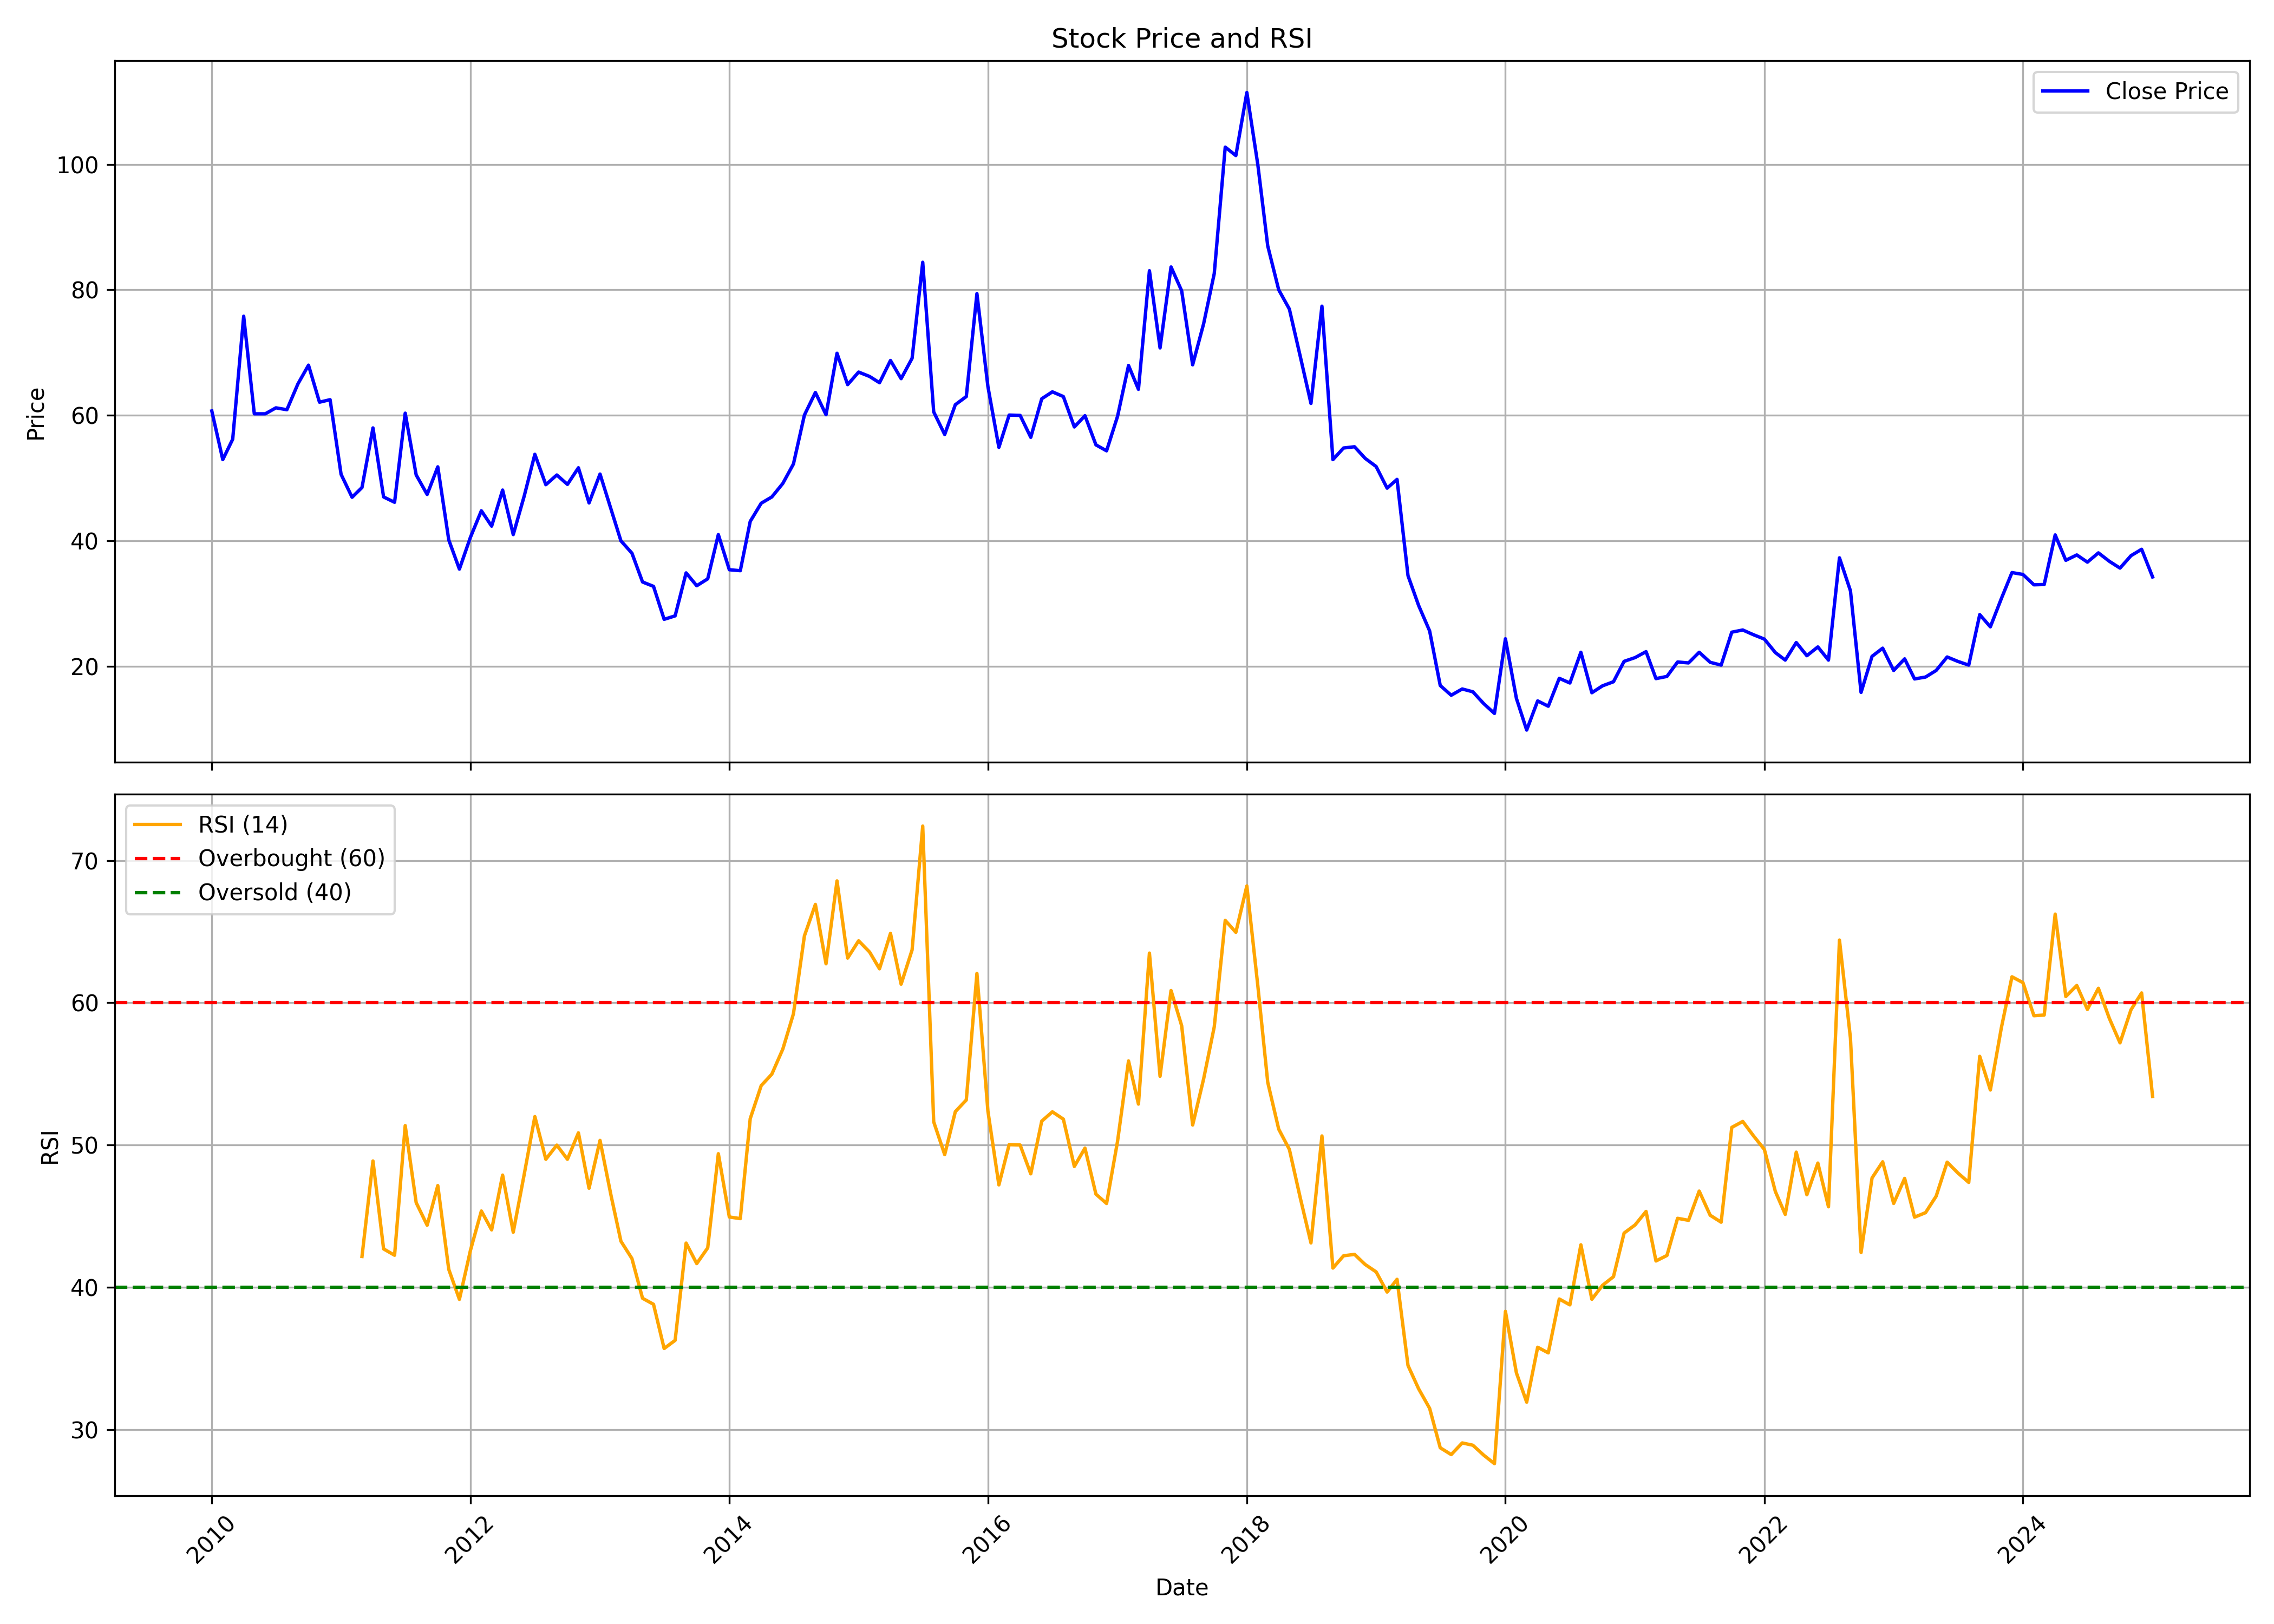 Stock Price and RSI
Close Price
100
80
60
40
20
Price
RSI (14)
Overbought (60)
Oversold (40)
70
60
50
40
30
RSI
2010
2012
2014
2016
2018
2020
2022
2024
Date